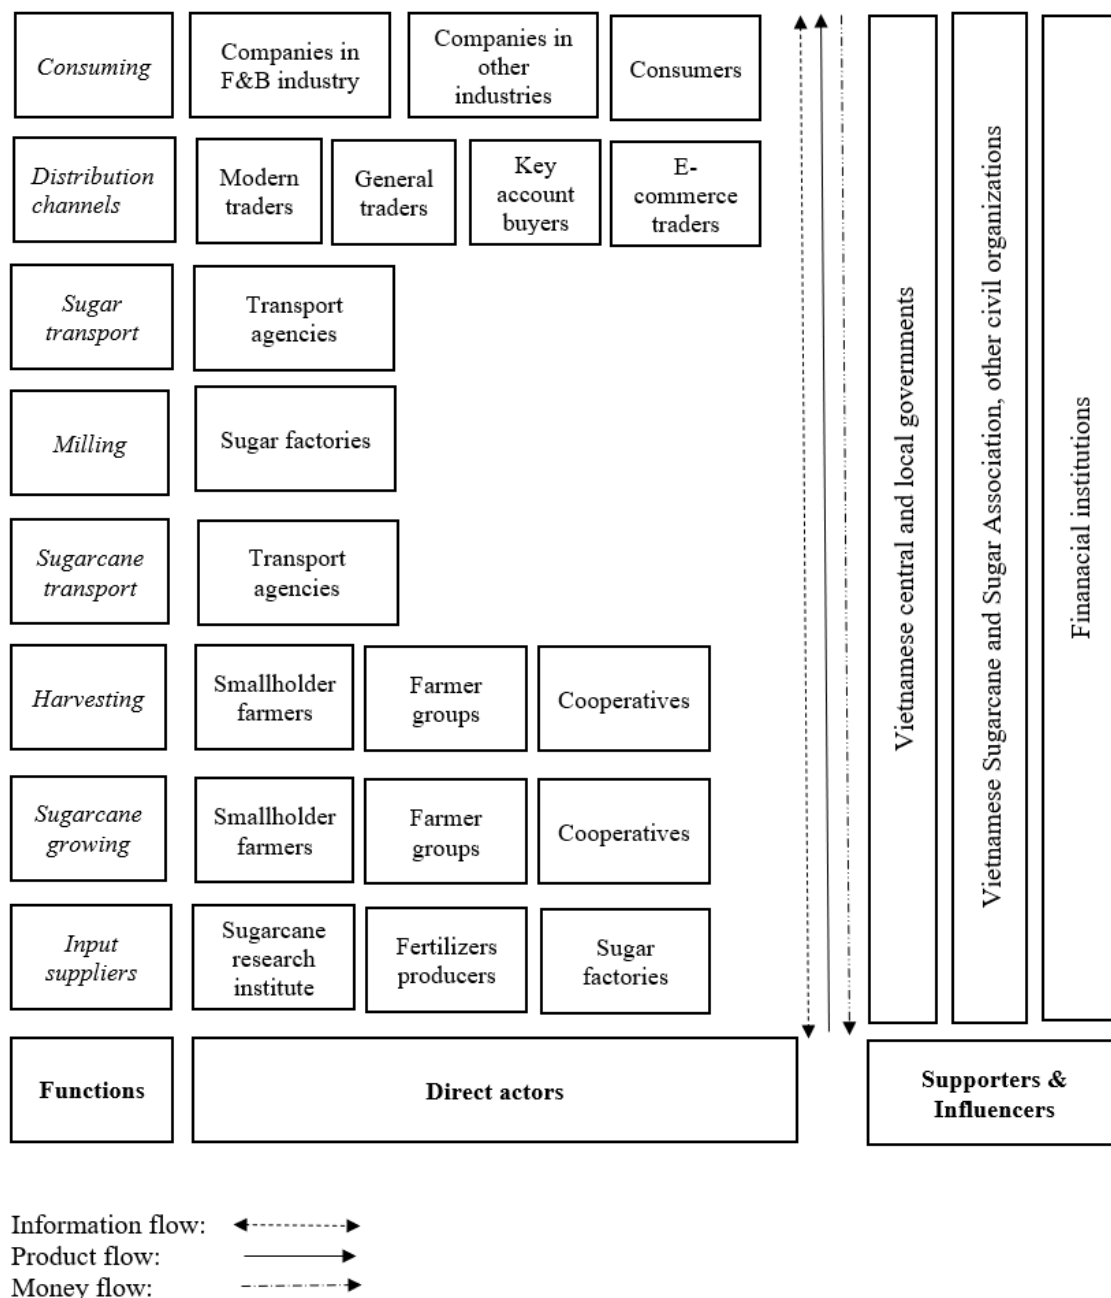 Consuming
Companies in
F&B industry
Companies in
other
industries
Consumers
Distribution
channels
Modern
traders
General
traders
Key
account
buyers
E-
commerce
traders
Sugar
transport
Transport
agencies
Milling
Sugar factories
Sugarcane
transport
Transport
agencies
Harvesting
Smallholder
farmers
Farmer
groups
Cooperatives
Sugarcane
growing
Smallholder
farmers
Farmer
groups
Cooperatives
Input
suppliers
Sugarcane
research
institute
Fertilizers
producers
Sugar
factories
Functions
Direct actors
Vietnamese central and local governments
Vietnamese Sugarcane and Sugar Association, other civil organizations
Finanacial institutions
Supporters &
Influencers
Information flow:
Product flow:
Money flow: